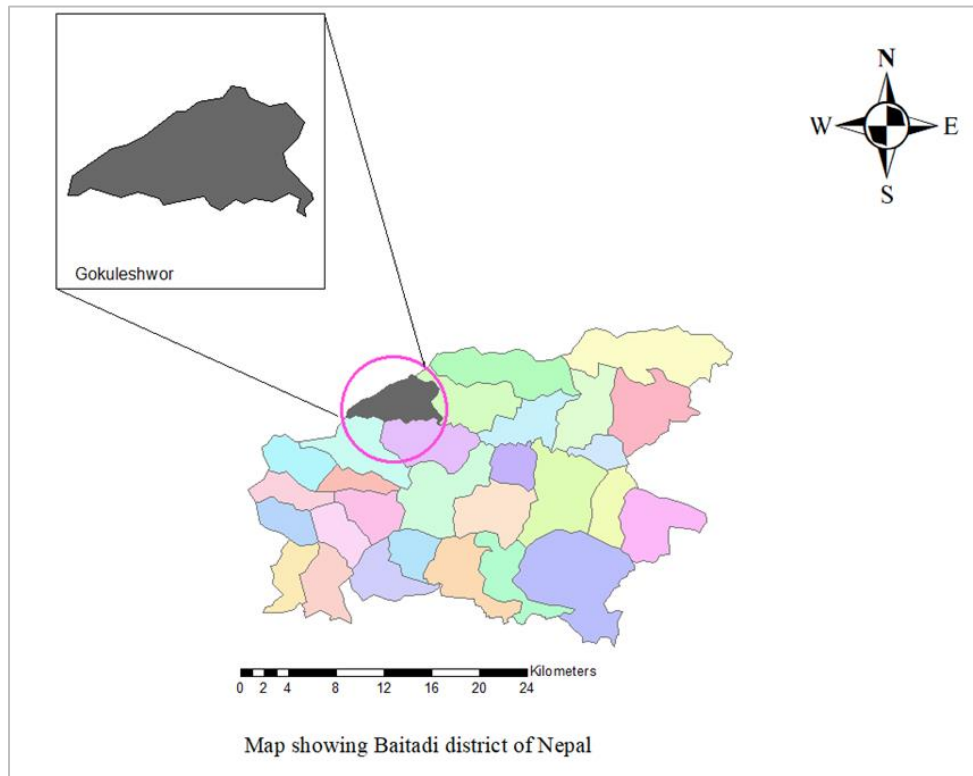 N
W E
S
Gokuleshwor
Kilometers
0 2 4 8 12 16 20 24
Map showing Baitadi district of Nepal